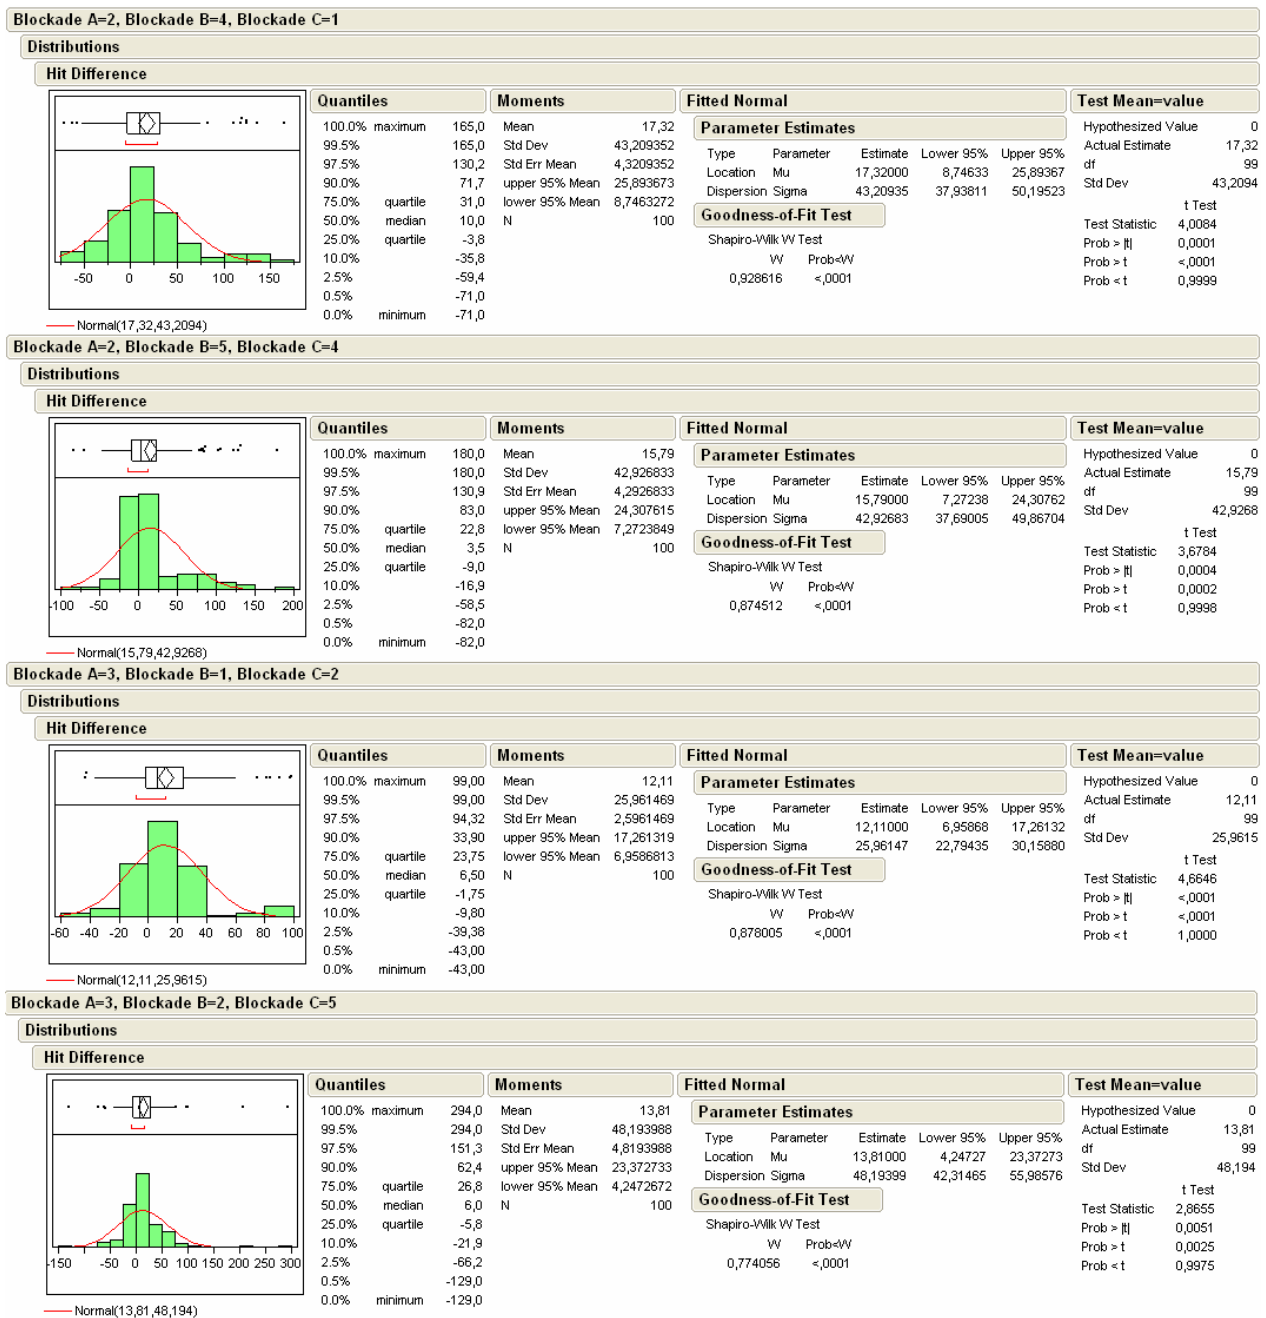 Blockade A=2, Blockade B=4, Blockade C=1
Distributions
Hit Difference
-50 0 50 100 150
Normal(17,32,43,2094)
Quantiles
100.0% maximum 165,0
99.5% 165,0
97.5% 130,2
90.0% 71,7
75.0% quartile 31,0
50.0% median 10,0
25.0% quartile -3,8
10.0% -35,8
2.5% -59,4
0.5% -71,0
0.0% minimum -71,0
Moments
Mean 17,32
Std Dev 43,209352
Std Err Mean 4,3209352
upper 95% Mean 25,893673
lower 95% Mean 8,7463272
N 100
Fitted Normal
Parameter Estimates
Type Parameter Estimate Lower 95% Upper 95%
Location Mu 17,32000 8,74633 25,89367
Dispersion Sigma 43,20935 37,93811 50,19523
Goodness-of-Fit Test
Shapiro-Wilk W Test
W Prob<W
0,928616 <,0001
Test Mean=value
Hypothesized Value 0
Actual Estimate 17,32
df 99
Std Dev 43,2094
t Test
Test Statistic 4,0084
Prob > |t| 0,0001
Prob > t <,0001
Prob < t 0,9999
Blockade A=2, Blockade B=5, Blockade C=4
Distributions
Hit Difference
-100 -50 0 50 100 150 200
Normal(15,79,42,9268)
Quantiles
100.0% maximum 180,0
99.5% 180,0
97.5% 130,9
90.0% 83,0
75.0% quartile 22,8
50.0% median 3,5
25.0% quartile -9,0
10.0% -16,9
2.5% -58,5
0.5% -82,0
0.0% minimum -82,0
Moments
Mean 15,79
Std Dev 42,926833
Std Err Mean 4,2926833
upper 95% Mean 24,307615
lower 95% Mean 7,2723849
N 100
Fitted Normal
Parameter Estimates
Type Parameter Estimate Lower 95% Upper 95%
Location Mu 15,79000 7,27238 24,30762
Dispersion Sigma 42,92683 37,69005 49,86704
Goodness-of-Fit Test
Shapiro-Wilk W Test
W Prob<W
0,874512 <,0001
Test Mean=value
Hypothesized Value 0
Actual Estimate 15,79
df 99
Std Dev 42,9268
t Test
Test Statistic 3,6784
Prob > |t| 0,0004
Prob > t 0,0002
Prob < t 0,9998
Blockade A=3, Blockade B=1, Blockade C=2
Distributions
Hit Difference
-60 -40 -20 0 20 40 60 80 100
Normal(12,11,25,9615)
Quantiles
100.0% maximum 99,00
99.5% 99,00
97.5% 94,32
90.0% 33,90
75.0% quartile 23,75
50.0% median 6,50
25.0% quartile -1,75
10.0% -9,80
2.5% -39,38
0.5% -43,00
0.0% minimum -43,00
Moments
Mean 12,11
Std Dev 25,961469
Std Err Mean 2,5961469
upper 95% Mean 17,261319
lower 95% Mean 6,9586813
N 100
Fitted Normal
Parameter Estimates
Type Parameter Estimate Lower 95% Upper 95%
Location Mu 12,11000 6,95868 17,26132
Dispersion Sigma 25,96147 22,79435 30,15880
Goodness-of-Fit Test
Shapiro-Wilk W Test
W Prob<W
0,878005 <,0001
Test Mean=value
Hypothesized Value 0
Actual Estimate 12,11
df 99
Std Dev 25,9615
t Test
Test Statistic 4,6646
Prob > |t| <,0001
Prob > t <,0001
Prob < t 1,0000
Blockade A=3, Blockade B=2, Blockade C=5
Distributions
Hit Difference
-150 -50 0 50 100 150 200 250 300
Normal(13,81,48,194)
Quantiles
100.0% maximum 294,0
99.5% 294,0
97.5% 151,3
90.0% 62,4
75.0% quartile 26,8
50.0% median 6,0
25.0% quartile -5,8
10.0% -21,9
2.5% -66,2
0.5% -129,0
0.0% minimum -129,0
Moments
Mean 13,81
Std Dev 48,193988
Std Err Mean 4,8193988
upper 95% Mean 23,372733
lower 95% Mean 4,2472672
N 100
Fitted Normal
Parameter Estimates
Type Parameter Estimate Lower 95% Upper 95%
Location Mu 13,81000 4,24727 23,37273
Dispersion Sigma 48,19399 42,31465 55,98576
Goodness-of-Fit Test
Shapiro-Wilk W Test
W Prob<W
0,774056 <,0001
Test Mean=value
Hypothesized Value 0
Actual Estimate 13,81
df 99
Std Dev 48,194
t Test
Test Statistic 2,8655
Prob > |t| 0,0051
Prob > t 0,0025
Prob < t 0,9975